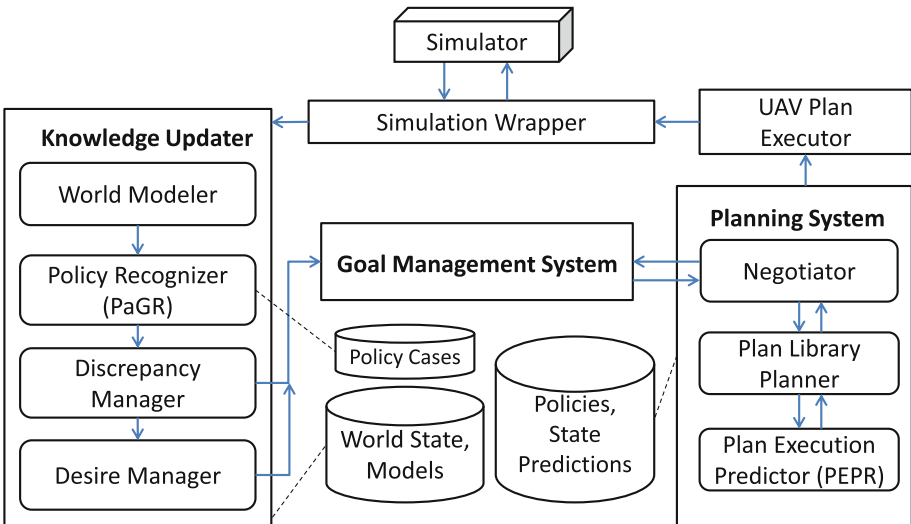 Simulator
Simulation Wrapper
UAV Plan
Executor
Knowledge Updater
World Modeler
Policy Recognizer
(PaGR)
Discrepancy
Manager
Desire Manager
Goal Management System
Policy Cases
World State,
Models
Policies,
State
Predictions
Planning System
Negotiator
Plan Library
Planner
Plan Execution
Predictor (PEPR)